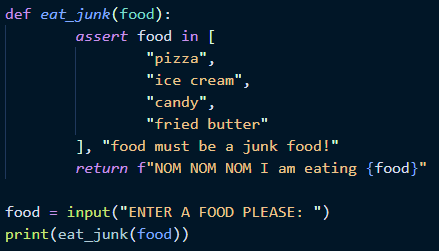 def eat_junk(food):
        assert food in [
                "pizza",
                "ice cream",
                "candy",
                "fried butter"
        ], "food must be a junk food!"
        return f"NOM NOM NOM I am eating {food}"

food = input("ENTER A FOOD PLEASE: ")
print(eat_junk(food))